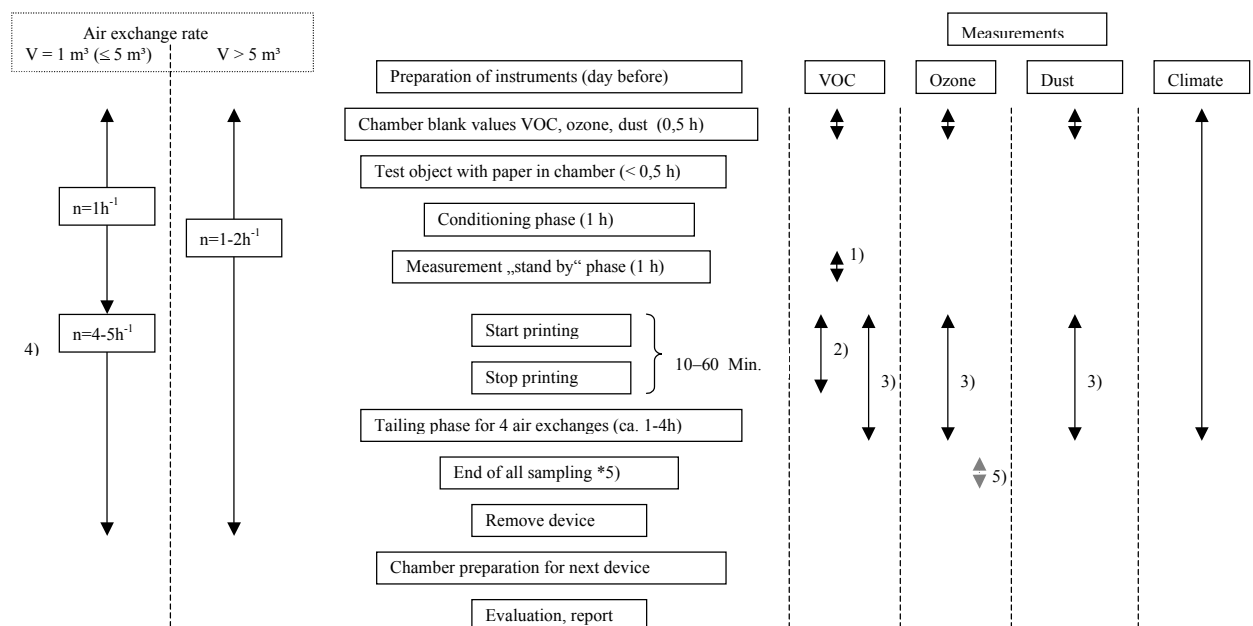 Air exchange rate
V = 1 m³ (≤ 5 m³)
V > 5 m³
Measurements
Preparation of instruments (day before)
VOC
Ozone
Dust
Climate
Chamber blank values VOC, ozone, dust (0,5 h)
Test object with paper in chamber (< 0,5 h)
n=1h⁻¹
Conditioning phase (1 h)
n=1-2h⁻¹
Measurement „stand by“ phase (1 h)
1)
n=4-5h⁻¹
4)
Start printing
Stop printing
10–60 Min.
2)
3)
3)
3)
Tailing phase for 4 air exchanges (ca. 1-4h)
End of all sampling *5)
5)
Remove device
Chamber preparation for next device
Evaluation, report